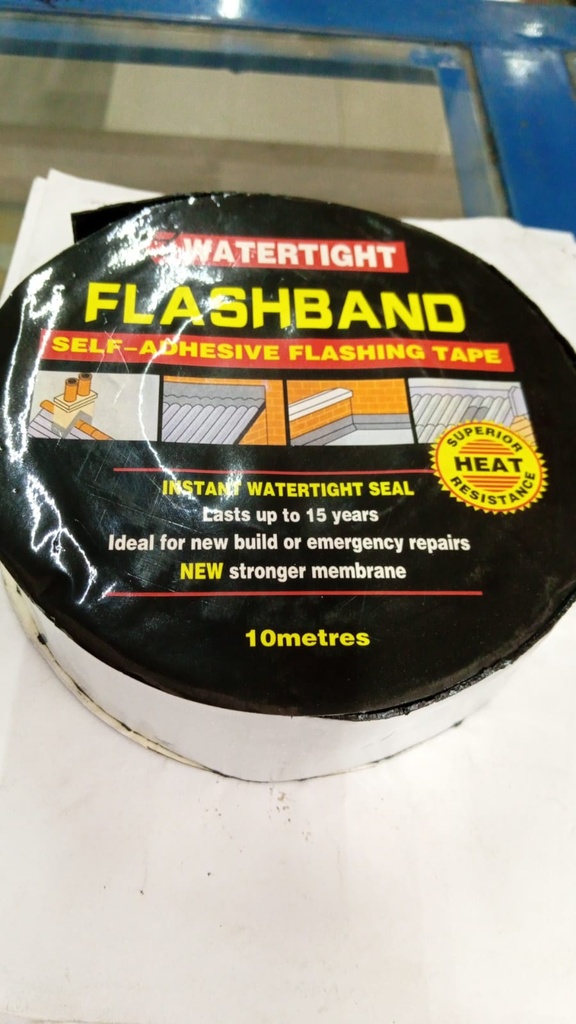 WATERTIGHT
FLASHBAND
SELF-ADHESIVE FLASHING TAPE
SUPERIOR
HEAT
RESISTANCE
INSTANT WATERTIGHT SEAL
Lasts up to 15 years
Ideal for new build or emergency repairs
NEW stronger membrane
10metres